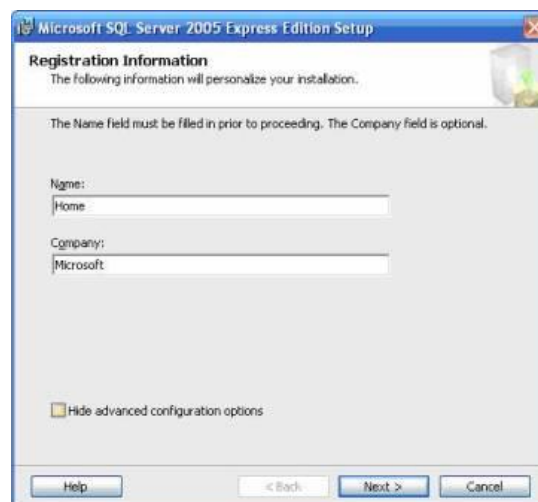 Microsoft SQL Server 2005 Express Edition Setup
Registration Information
The following information will personalize your installation.
The Name field must be filled in prior to proceeding. The Company field is optional.
Name:
Home
Company:
Microsoft
Hide advanced configuration options
Help
< Back
Next >
Cancel